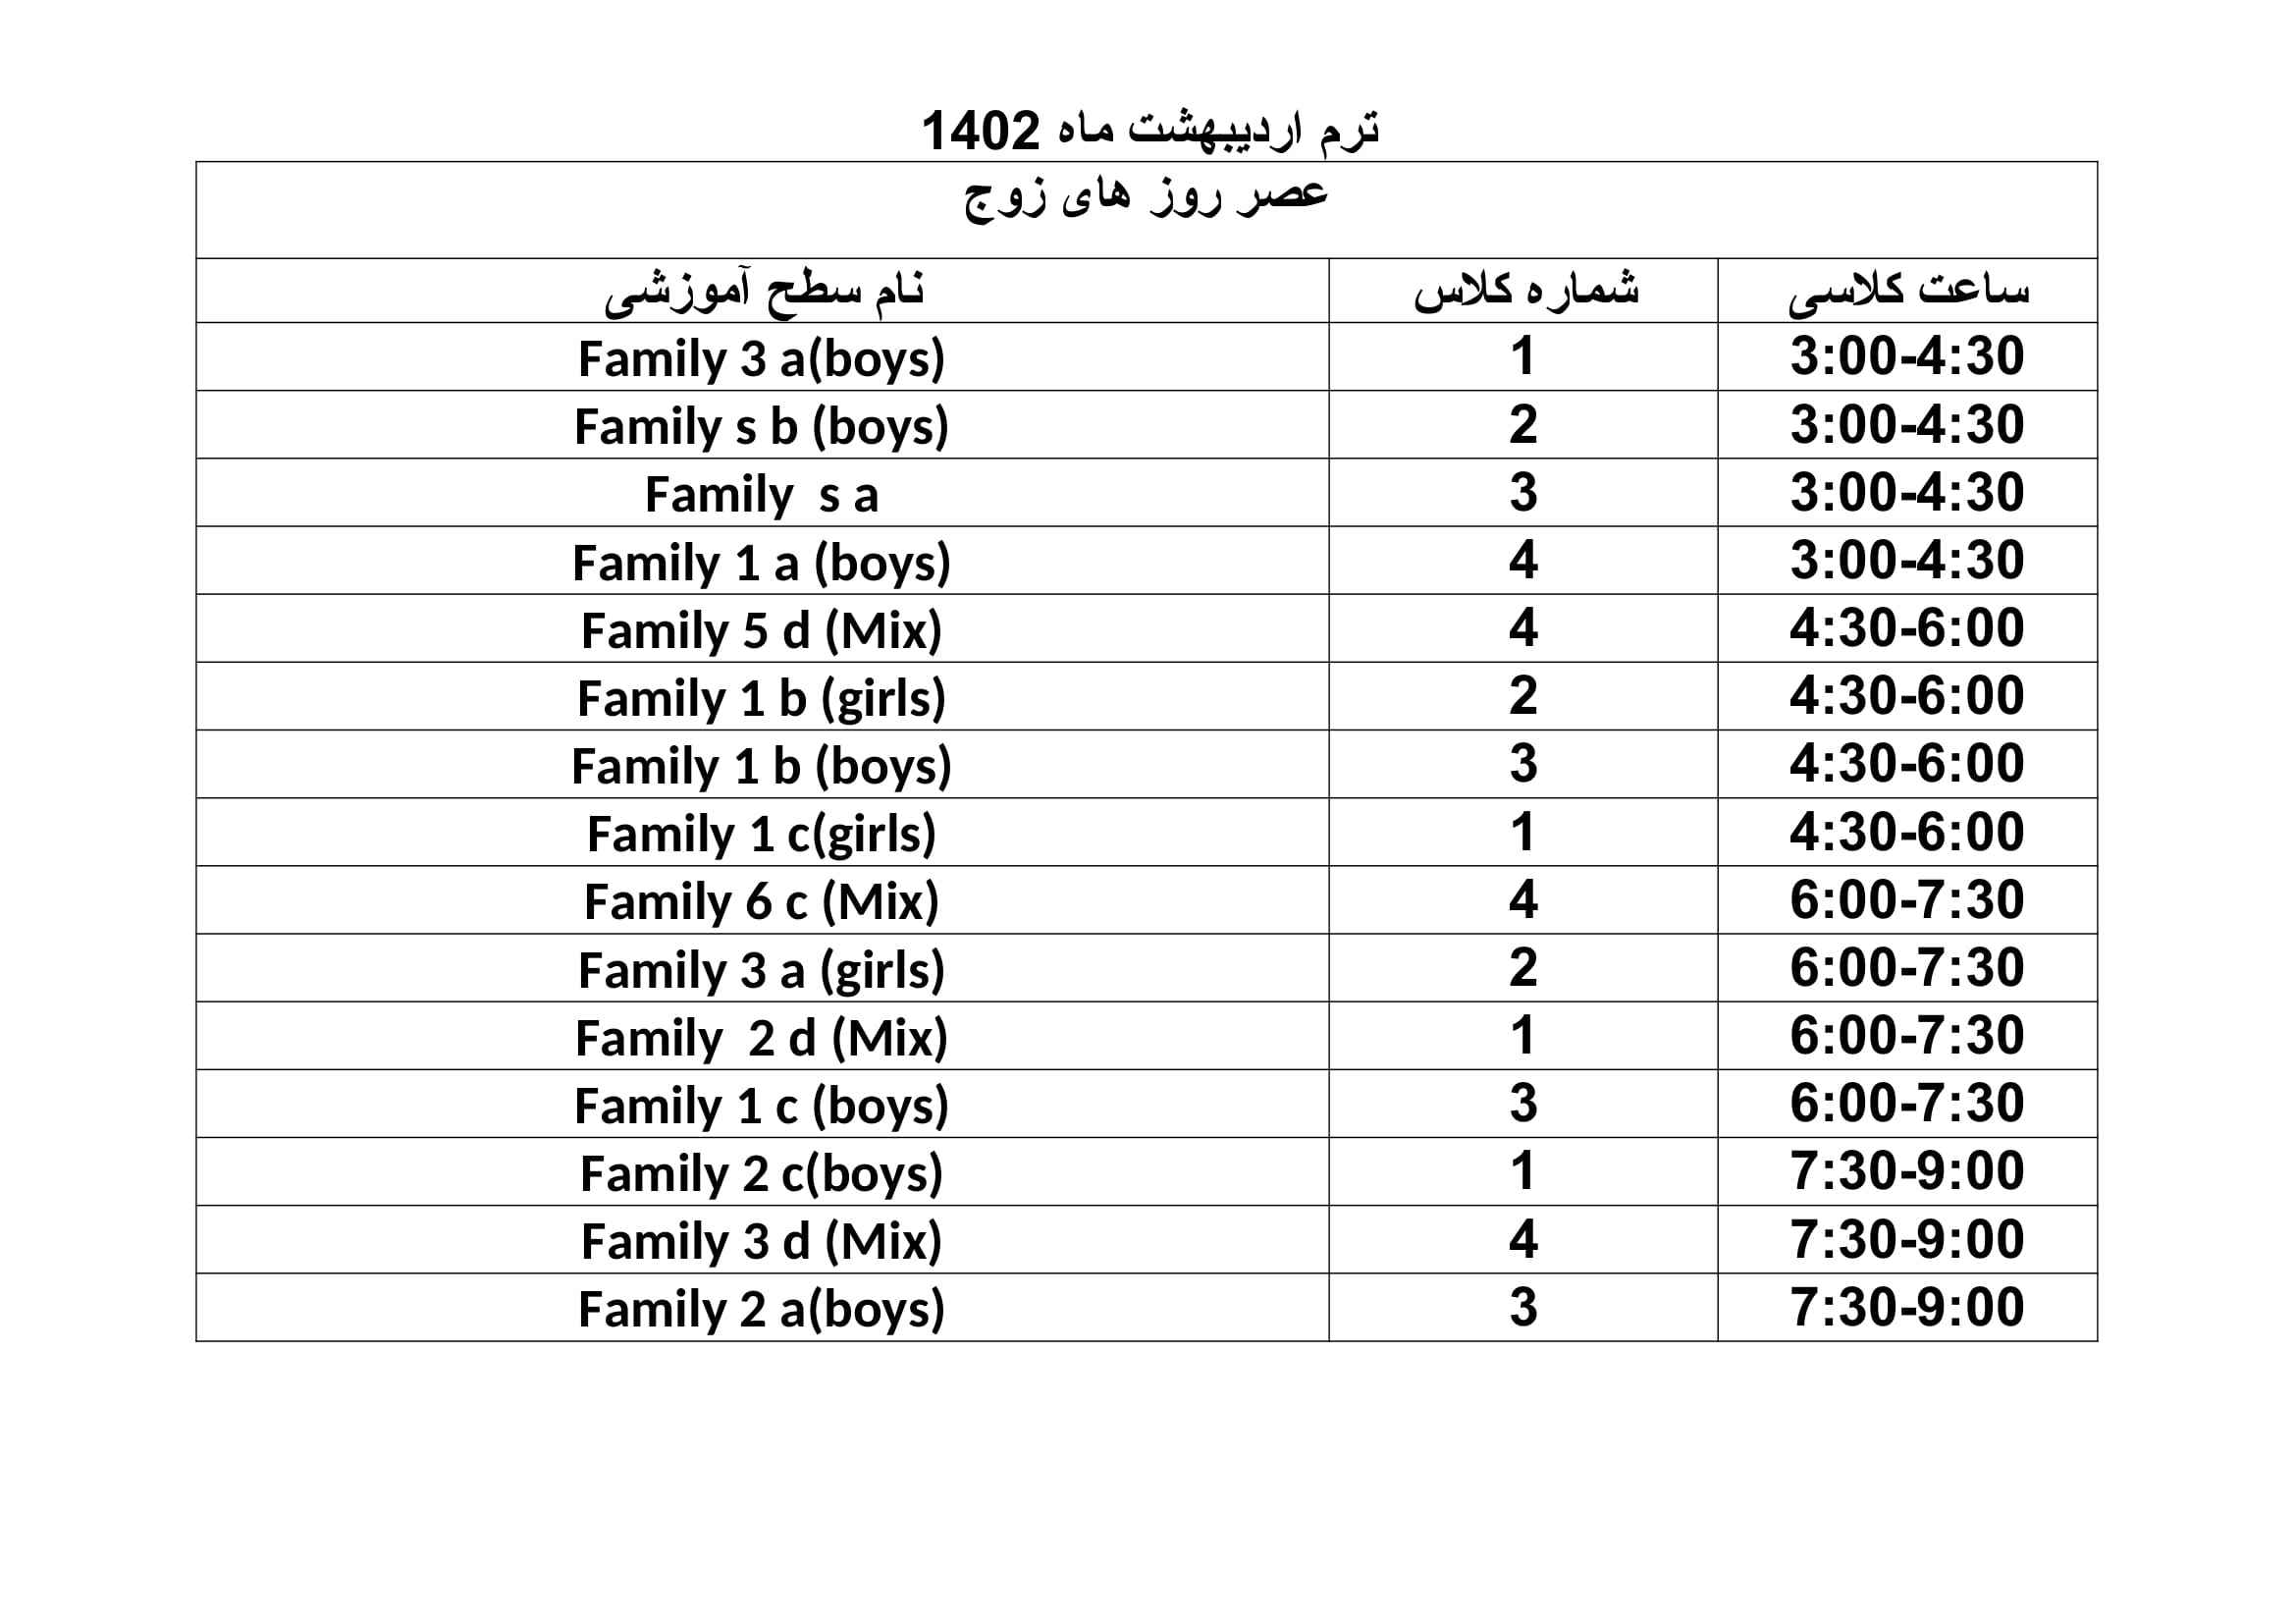 ترم اردیبهشت ماه 1402
عصر روز های زوج
ساعت کلاسی شماره کلاس نام سطح آموزشی
3:00-4:30 1 Family 3 a(boys)
3:00-4:30 2 Family s b (boys)
3:00-4:30 3 Family  s a
3:00-4:30 4 Family 1 a (boys)
4:30-6:00 4 Family 5 d (Mix)
4:30-6:00 2 Family 1 b (girls)
4:30-6:00 3 Family 1 b (boys)
4:30-6:00 1 Family 1 c(girls)
6:00-7:30 4 Family 6 c (Mix)
6:00-7:30 2 Family 3 a (girls)
6:00-7:30 1 Family  2 d (Mix)
6:00-7:30 3 Family 1 c (boys)
7:30-9:00 1 Family 2 c(boys)
7:30-9:00 4 Family 3 d (Mix)
7:30-9:00 3 Family 2 a(boys)